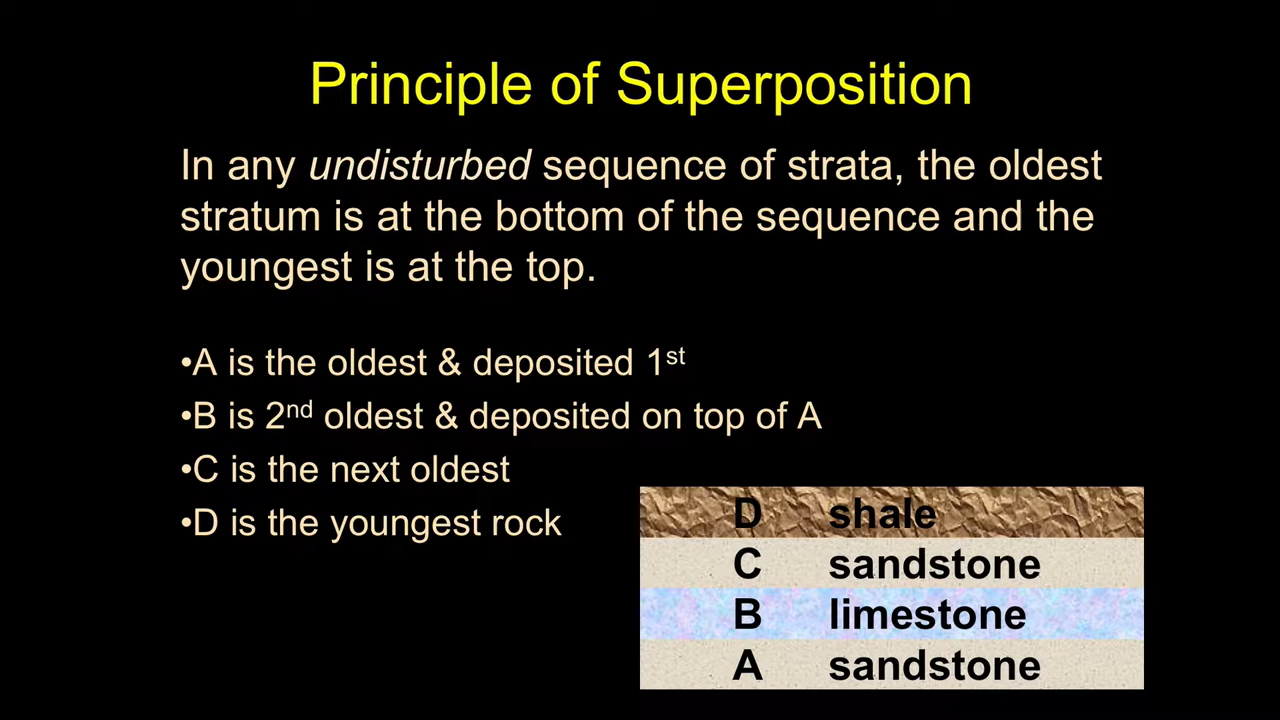 Principle of Superposition
In any undisturbed sequence of strata, the oldest
stratum is at the bottom of the sequence and the
youngest is at the top.
•A is the oldest & deposited 1st
•B is 2nd oldest & deposited on top of A
•C is the next oldest
•D is the youngest rock
D shale
C sandstone
B limestone
A sandstone